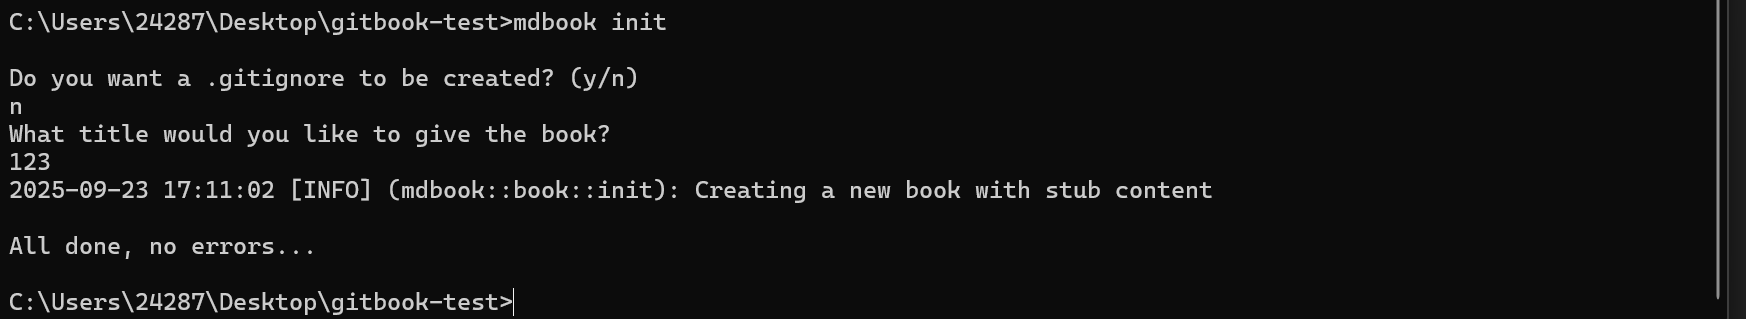 C:\Users\24287\Desktop\gitbook-test>mdbook init
Do you want a .gitignore to be created? (y/n)
n
What title would you like to give the book?
123
2025-09-23 17:11:02 [INFO] (mdbook::book::init): Creating a new book with stub content
All done, no errors...
C:\Users\24287\Desktop\gitbook-test>